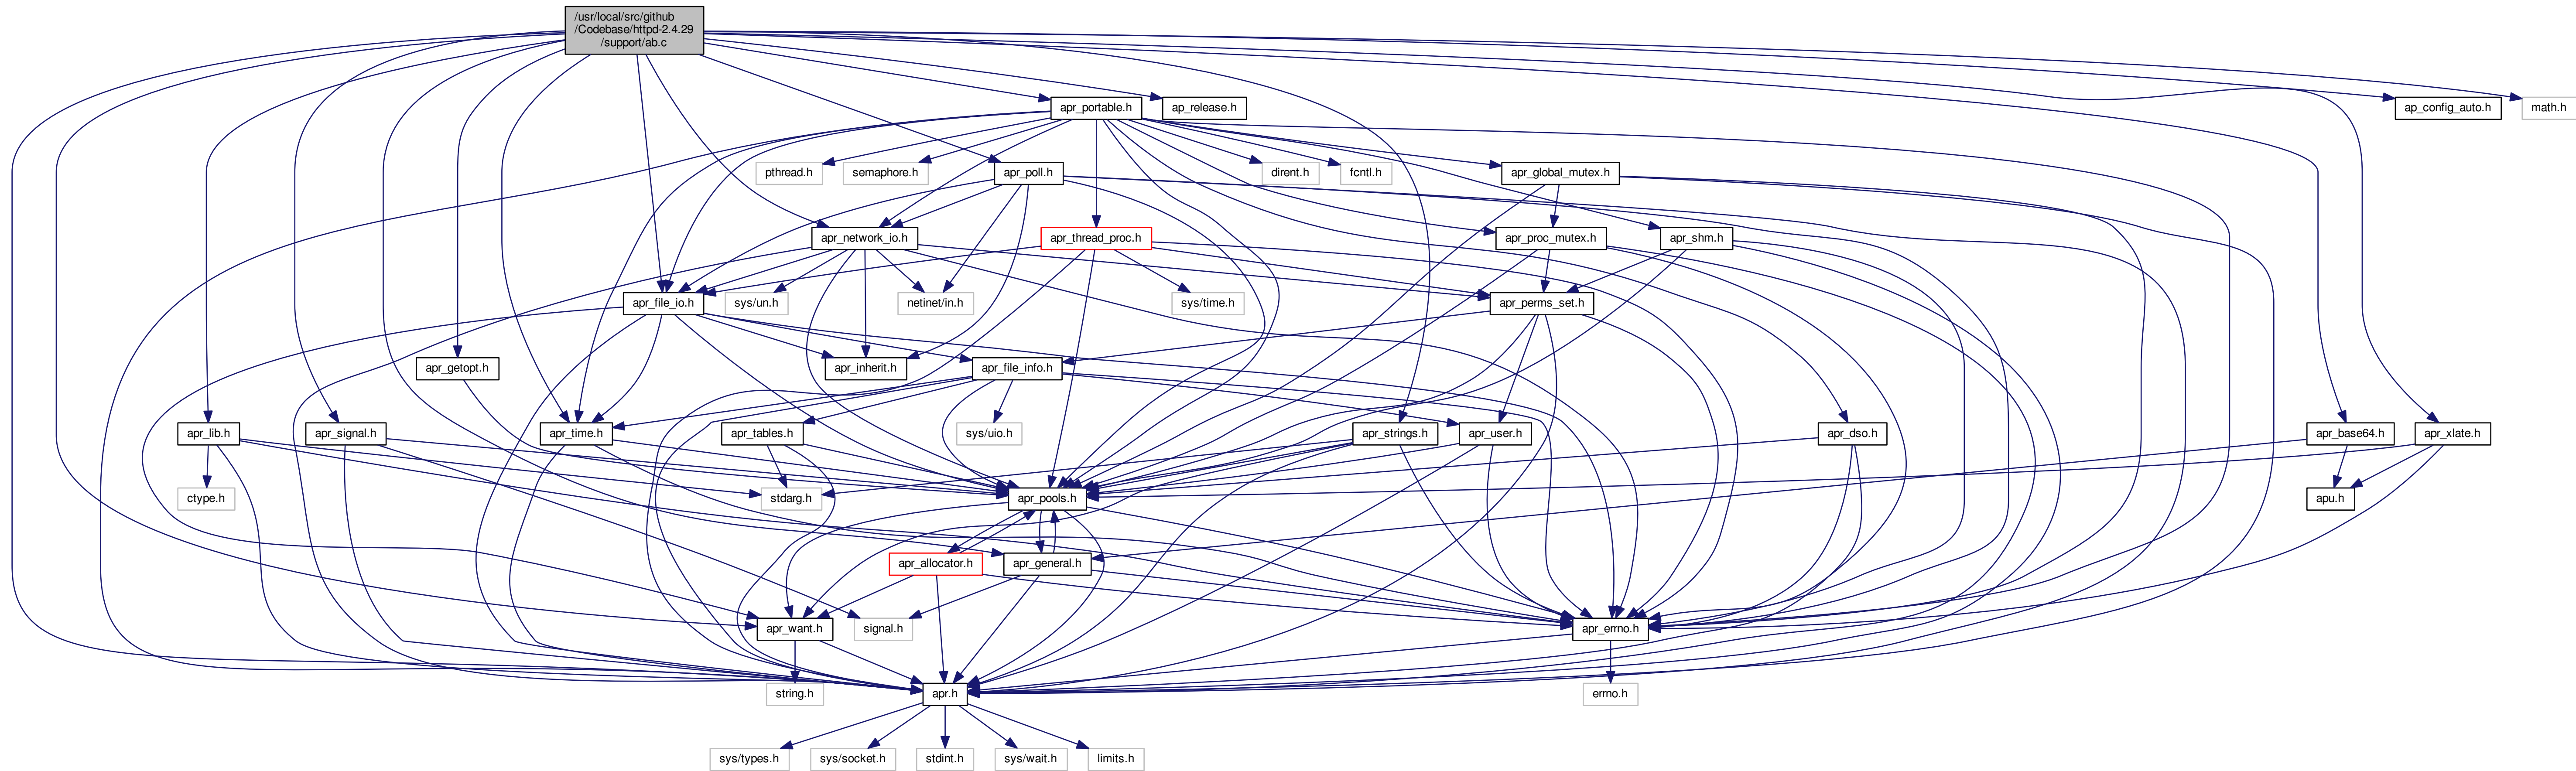 /usr/local/src/github
/Codebase/httpd-2.4.29
/support/ab.c
apr_portable.h
ap_release.h
ap_config_auto.h
math.h
pthread.h
semaphore.h
apr_poll.h
dirent.h
fcntl.h
apr_global_mutex.h
apr_network_io.h
apr_thread_proc.h
apr_proc_mutex.h
apr_shm.h
apr_file_io.h
sys/un.h
netinet/in.h
sys/time.h
apr_perms_set.h
apr_getopt.h
apr_inherit.h
apr_file_info.h
apr_lib.h
apr_signal.h
apr_time.h
apr_tables.h
sys/uio.h
apr_strings.h
apr_user.h
apr_dso.h
apr_base64.h
apr_xlate.h
ctype.h
stdarg.h
apr_pools.h
apu.h
apr_allocator.h
apr_general.h
apr_want.h
signal.h
apr_errno.h
string.h
apr.h
errno.h
sys/types.h
sys/socket.h
stdint.h
sys/wait.h
limits.h